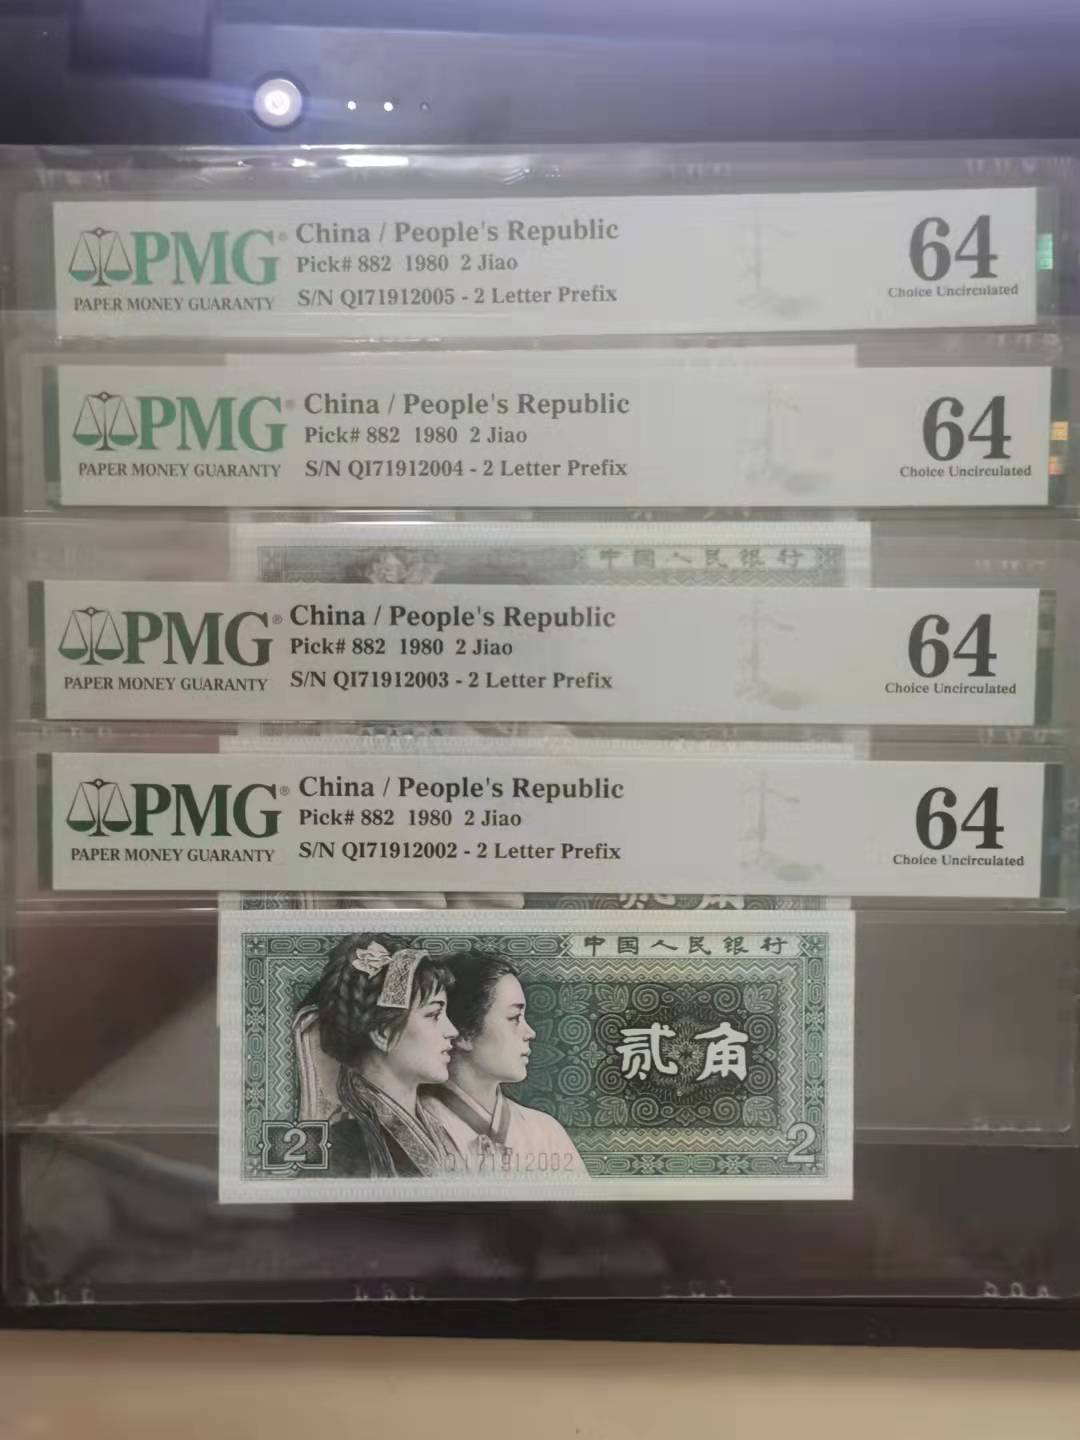 PMG® China / People's Republic 64
Pick# 882 1980 2 Jiao
PAPER MONEY GUARANTY S/N QI71912005 - 2 Letter Prefix Choice Uncirculated
PMG® China / People's Republic 64
Pick# 882 1980 2 Jiao
PAPER MONEY GUARANTY S/N QI71912004 - 2 Letter Prefix Choice Uncirculated
中国人民银行
PMG® China / People's Republic 64
Pick# 882 1980 2 Jiao
PAPER MONEY GUARANTY S/N QI71912003 - 2 Letter Prefix Choice Uncirculated
PMG® China / People's Republic 64
Pick# 882 1980 2 Jiao
PAPER MONEY GUARANTY S/N QI71912002 - 2 Letter Prefix Choice Uncirculated
贰角
中国人民银行
贰角
2 2
QI71912002